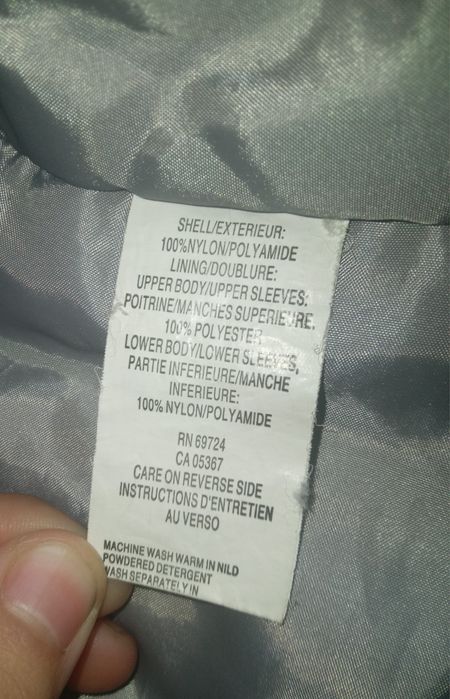 SHELL/EXTERIEUR:
100%NYLON/POLYAMIDE
LINING/DOUBLURE:
UPPER BODY/UPPER SLEEVES:
POITRINE/MANCHES SUPERIEURE:
100% POLYESTER
LOWER BODY/LOWER SLEEVES,
PARTIE INFERIEURE/MANCHE
INFERIEURE:
100% NYLON/POLYAMIDE
RN 69724
CA 05367
CARE ON REVERSE SIDE
INSTRUCTIONS D'ENTRETIEN
AU VERSO
MACHINE WASH WARM IN NILD
POWDERED DETERGENT
WASH SEPARATELY IN